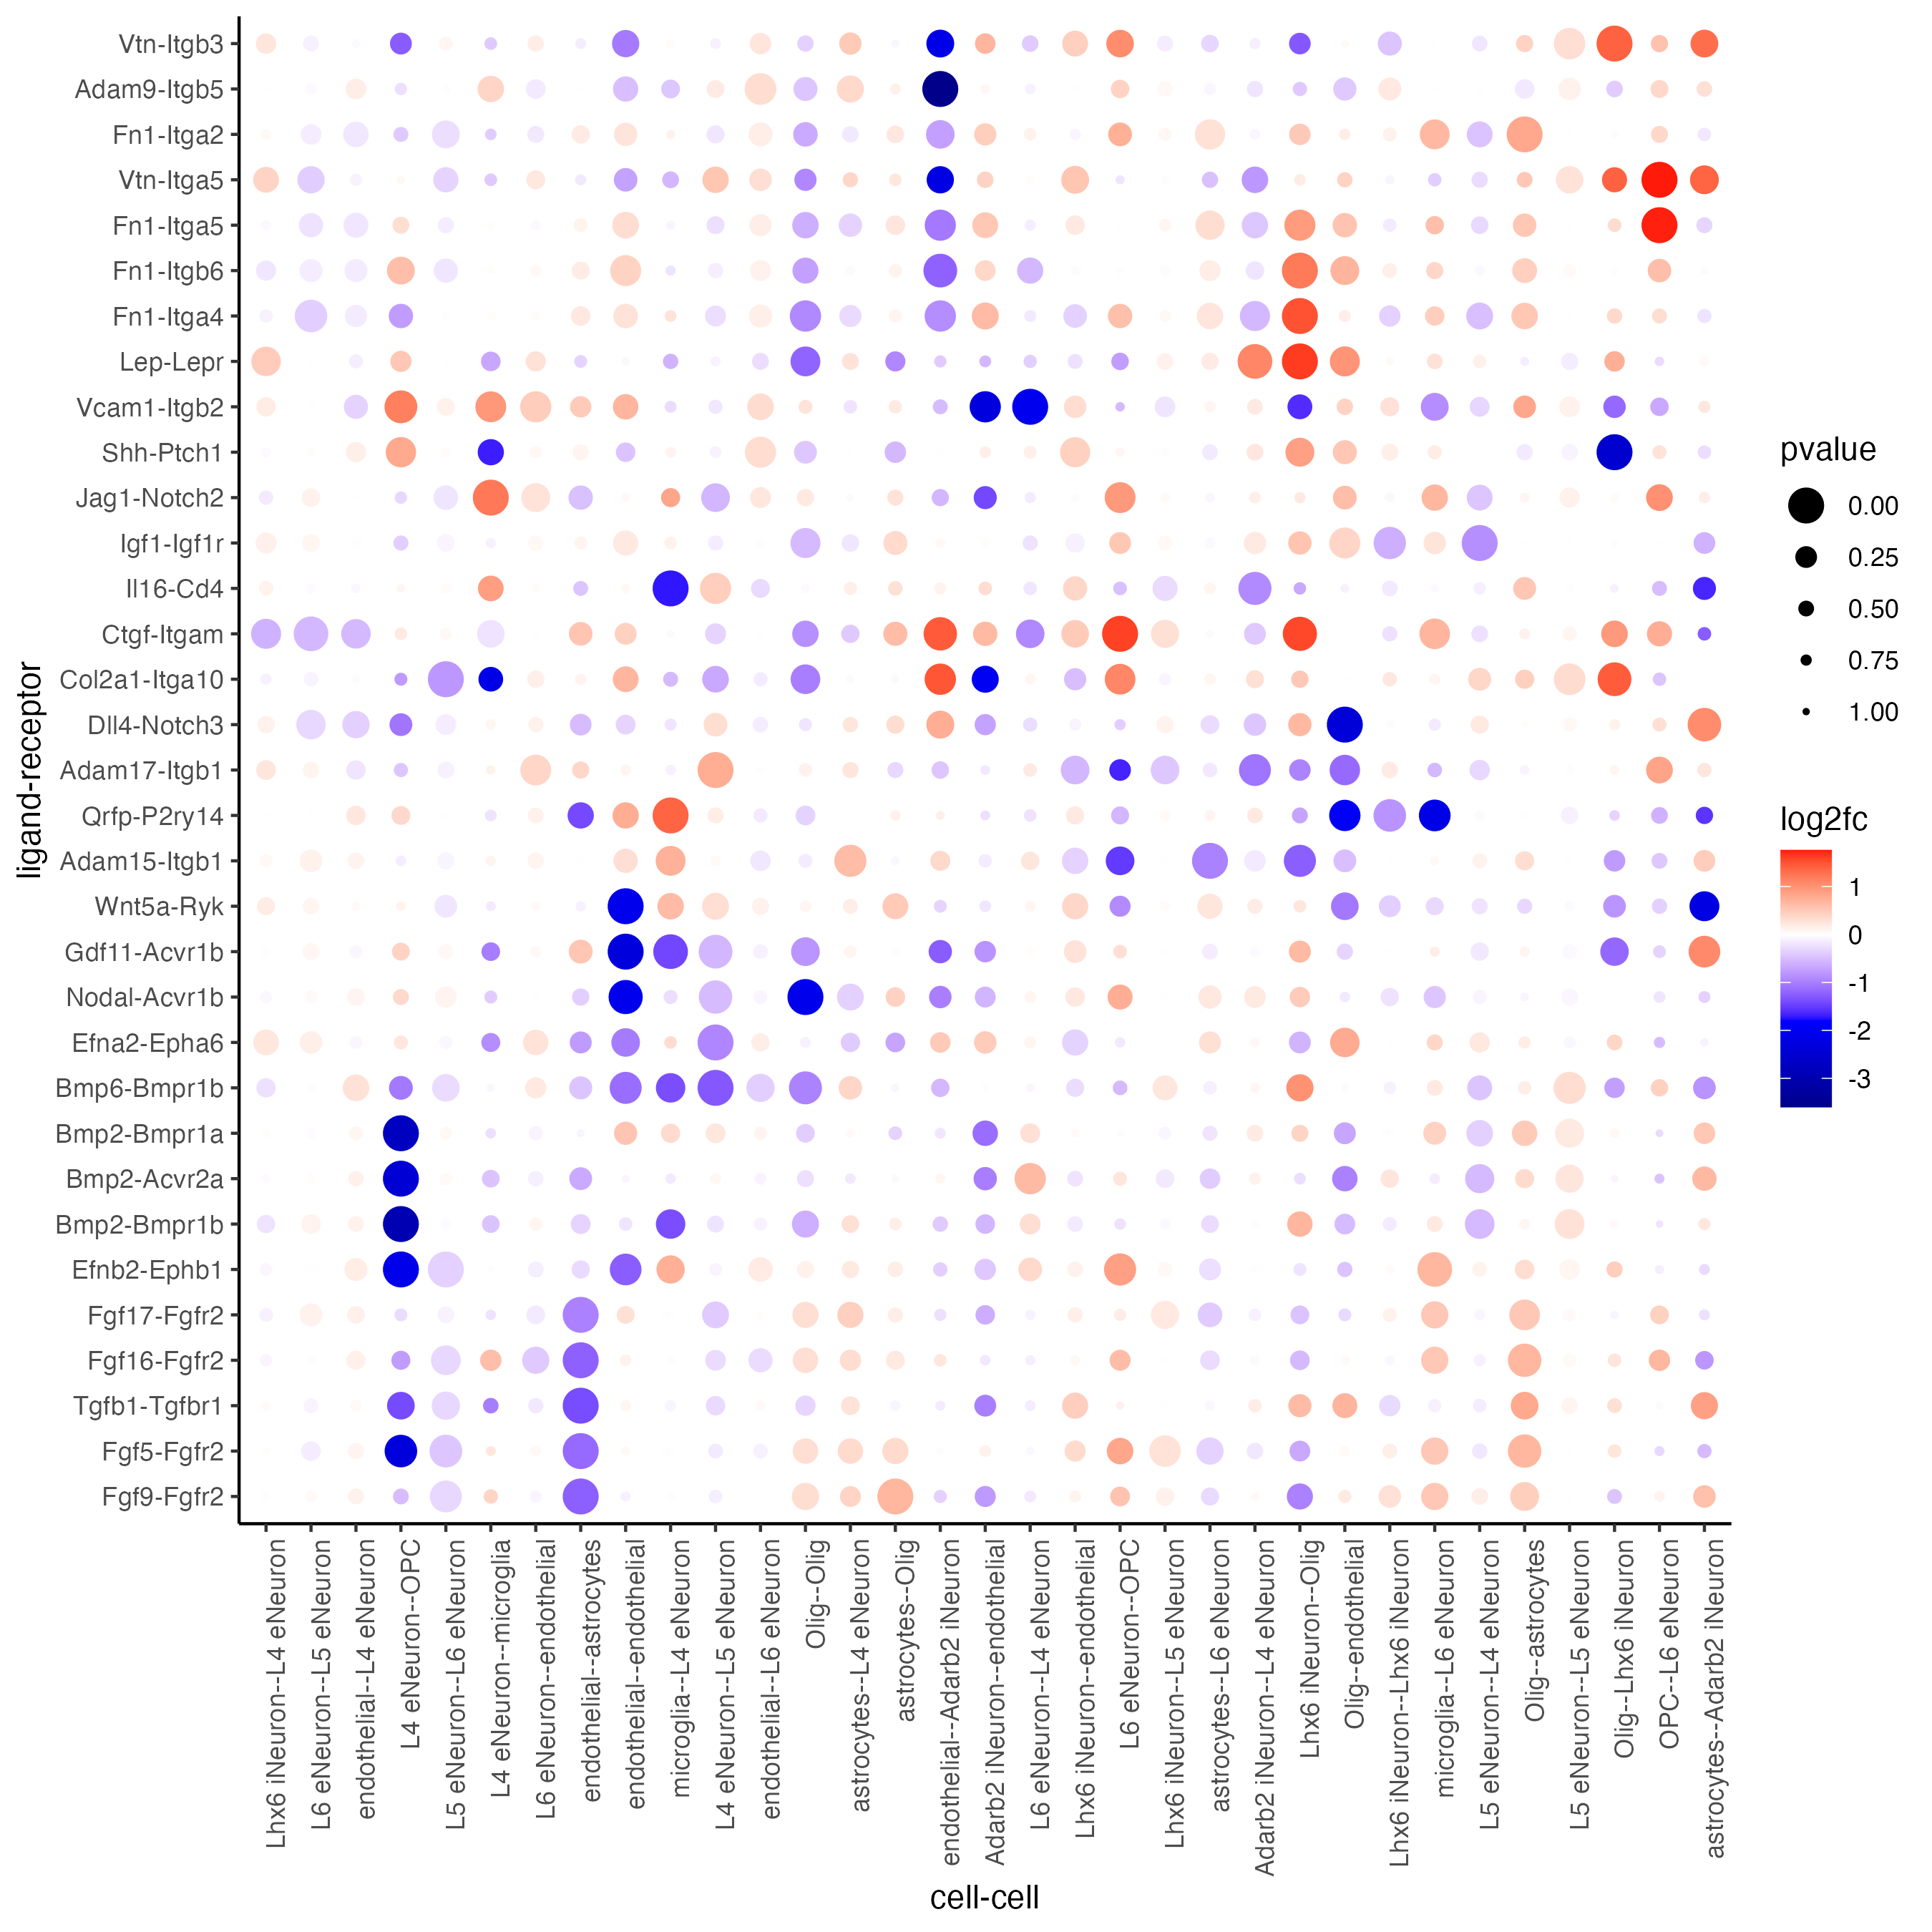 Vtn-Itgb3
Adam9-Itgb5
Fn1-Itga2
Vtn-Itga5
Fn1-Itga5
Fn1-Itgb6
Fn1-Itga4
Lep-Lepr
Vcam1-Itgb2
Shh-Ptch1
Jag1-Notch2
Igf1-Igf1r
Il16-Cd4
Ctgf-Itgam
Col2a1-Itga10
Dll4-Notch3
Adam17-Itgb1
Qrfp-P2ry14
Adam15-Itgb1
Wnt5a-Ryk
Gdf11-Acvr1b
Nodal-Acvr1b
Efna2-Epha6
Bmp6-Bmpr1b
Bmp2-Bmpr1a
Bmp2-Acvr2a
Bmp2-Bmpr1b
Efnb2-Ephb1
Fgf17-Fgfr2
Fgf16-Fgfr2
Tgfb1-Tgfbr1
Fgf5-Fgfr2
Fgf9-Fgfr2
ligand-receptor
Lhx6 iNeuron--L4 eNeuron
L6 eNeuron--L5 eNeuron
endothelial--L4 eNeuron
L4 eNeuron--OPC
L5 eNeuron--L6 eNeuron
L4 eNeuron--microglia
L6 eNeuron--endothelial
endothelial--astrocytes
endothelial--endothelial
microglia--L4 eNeuron
L4 eNeuron--L5 eNeuron
endothelial--L6 eNeuron
Olig--Olig
astrocytes--L4 eNeuron
astrocytes--Olig
endothelial--Adarb2 iNeuron
Adarb2 iNeuron--endothelial
L6 eNeuron--L4 eNeuron
Lhx6 iNeuron--endothelial
L6 eNeuron--OPC
Lhx6 iNeuron--L5 eNeuron
astrocytes--L6 eNeuron
Adarb2 iNeuron--L4 eNeuron
Lhx6 iNeuron--Olig
Olig--endothelial
Lhx6 iNeuron--Lhx6 iNeuron
microglia--L6 eNeuron
L5 eNeuron--L4 eNeuron
Olig--astrocytes
L5 eNeuron--L5 eNeuron
Olig--Lhx6 iNeuron
OPC--L6 eNeuron
astrocytes--Adarb2 iNeuron
cell-cell
pvalue
0.00
0.25
0.50
0.75
1.00
log2fc
1
0
-1
-2
-3